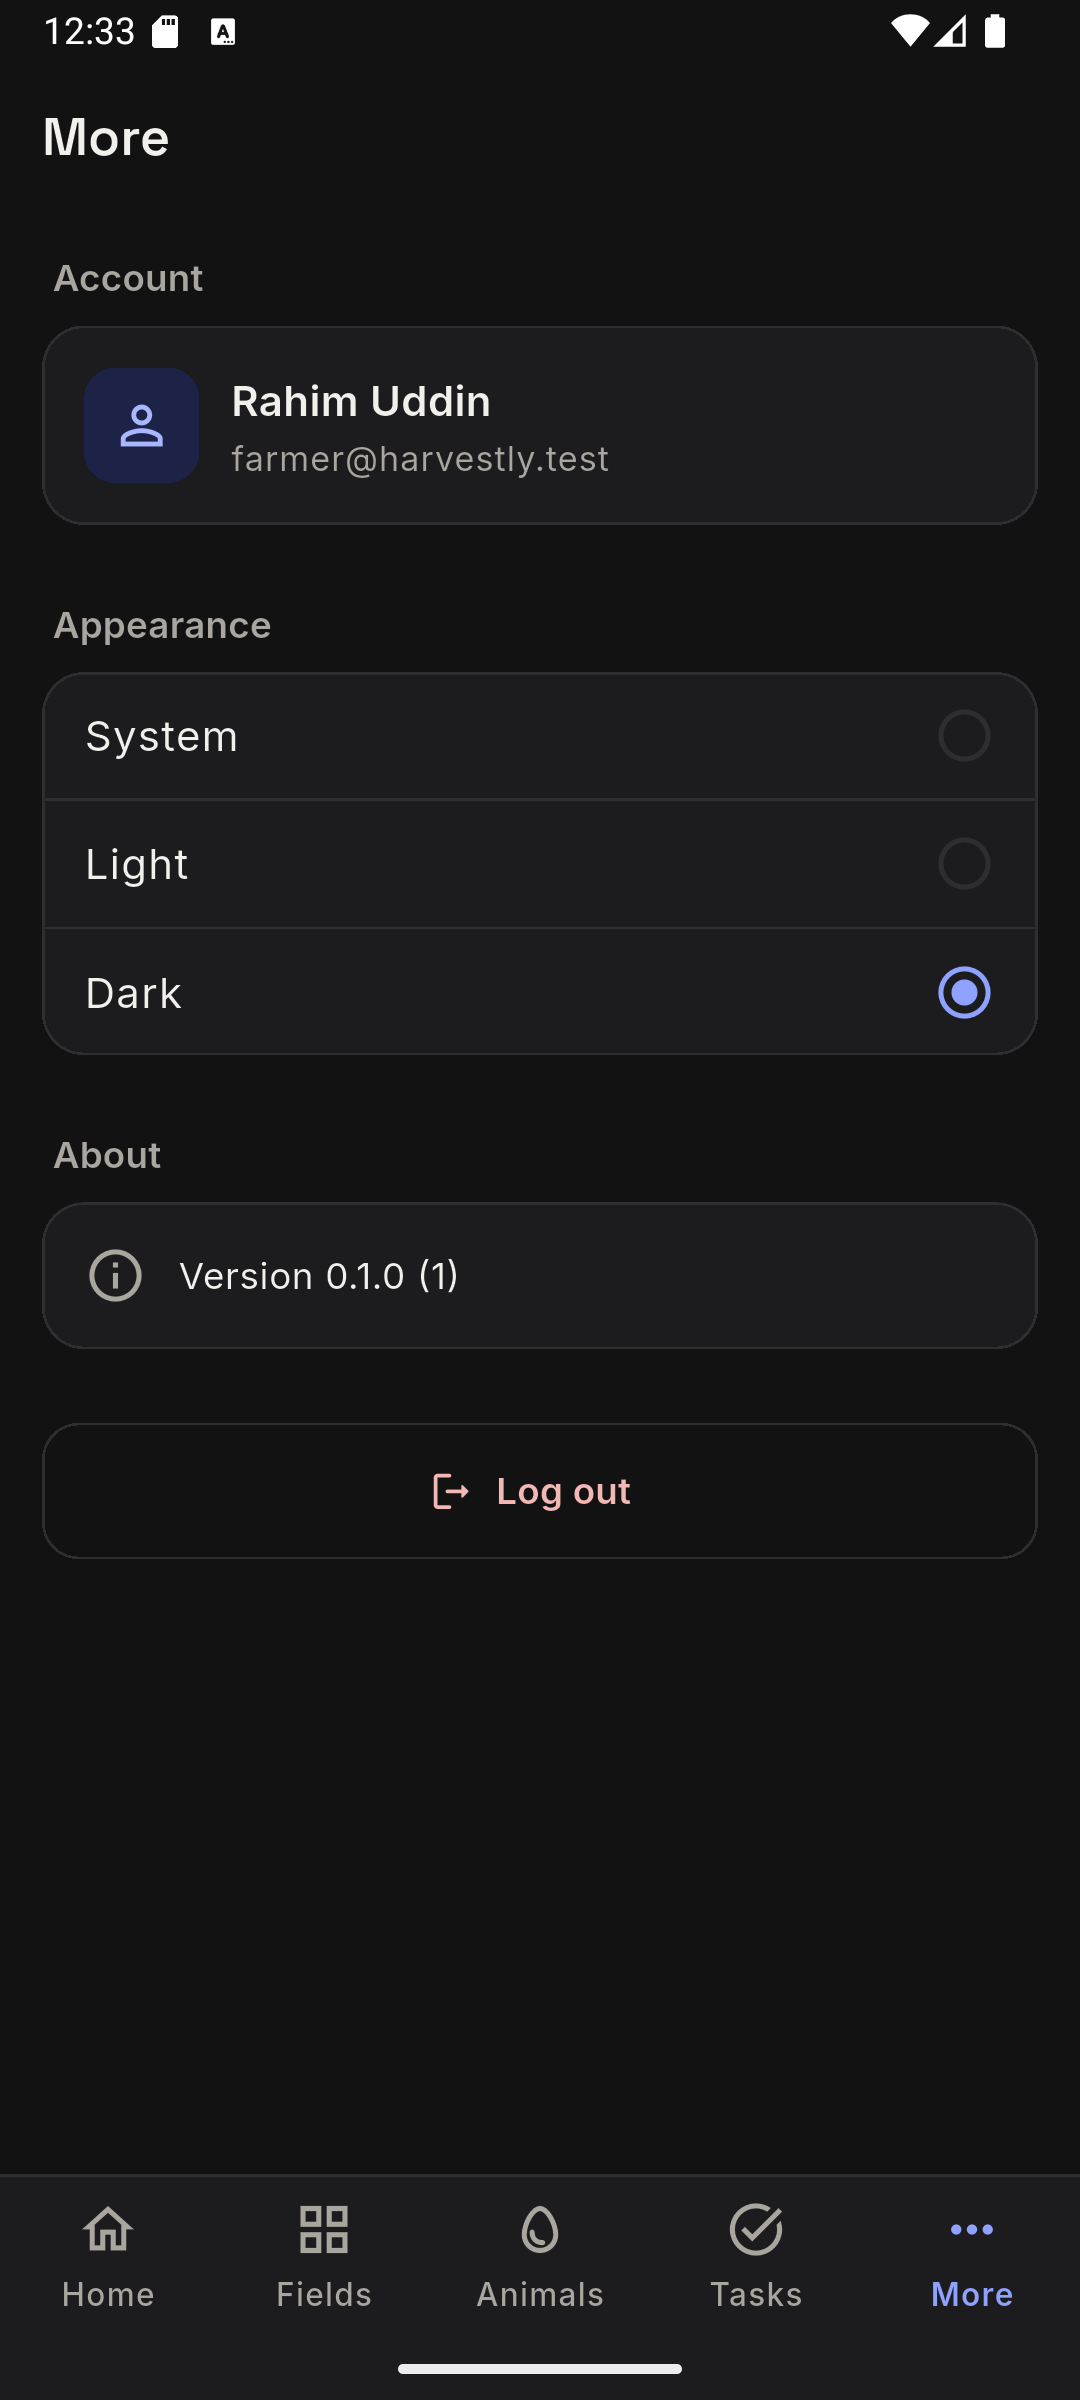 12:33
More
Account
Rahim Uddin
farmer@harvestly.test
Appearance
System
Light
Dark
About
Version 0.1.0 (1)
Log out
Home
Fields
Animals
Tasks
More